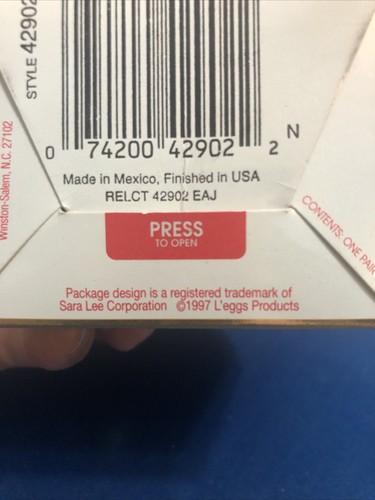 STYLE 42902
Winston-Salem, N.C. 27102
0 74200 42902 2 N
Made in Mexico, Finished in USA
RELCT 42902 EAJ
PRESS
TO OPEN
CONTENTS: ONE PAIR
Package design is a registered trademark of
Sara Lee Corporation ©1997 L'eggs Products